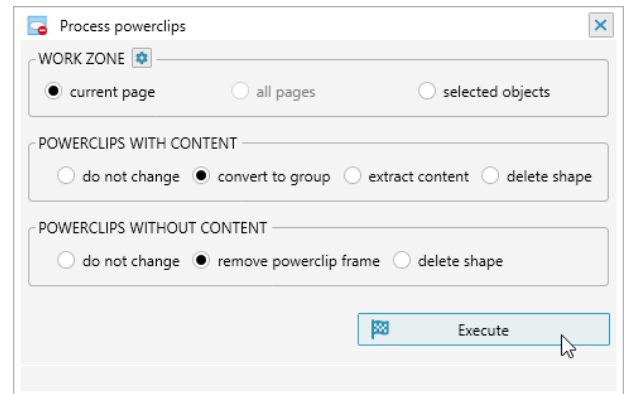 Process powerclips
WORK ZONE
current page all pages selected objects
POWERCLIPS WITH CONTENT
do not change convert to group extract content delete shape
POWERCLIPS WITHOUT CONTENT
do not change remove powerclip frame delete shape
Execute